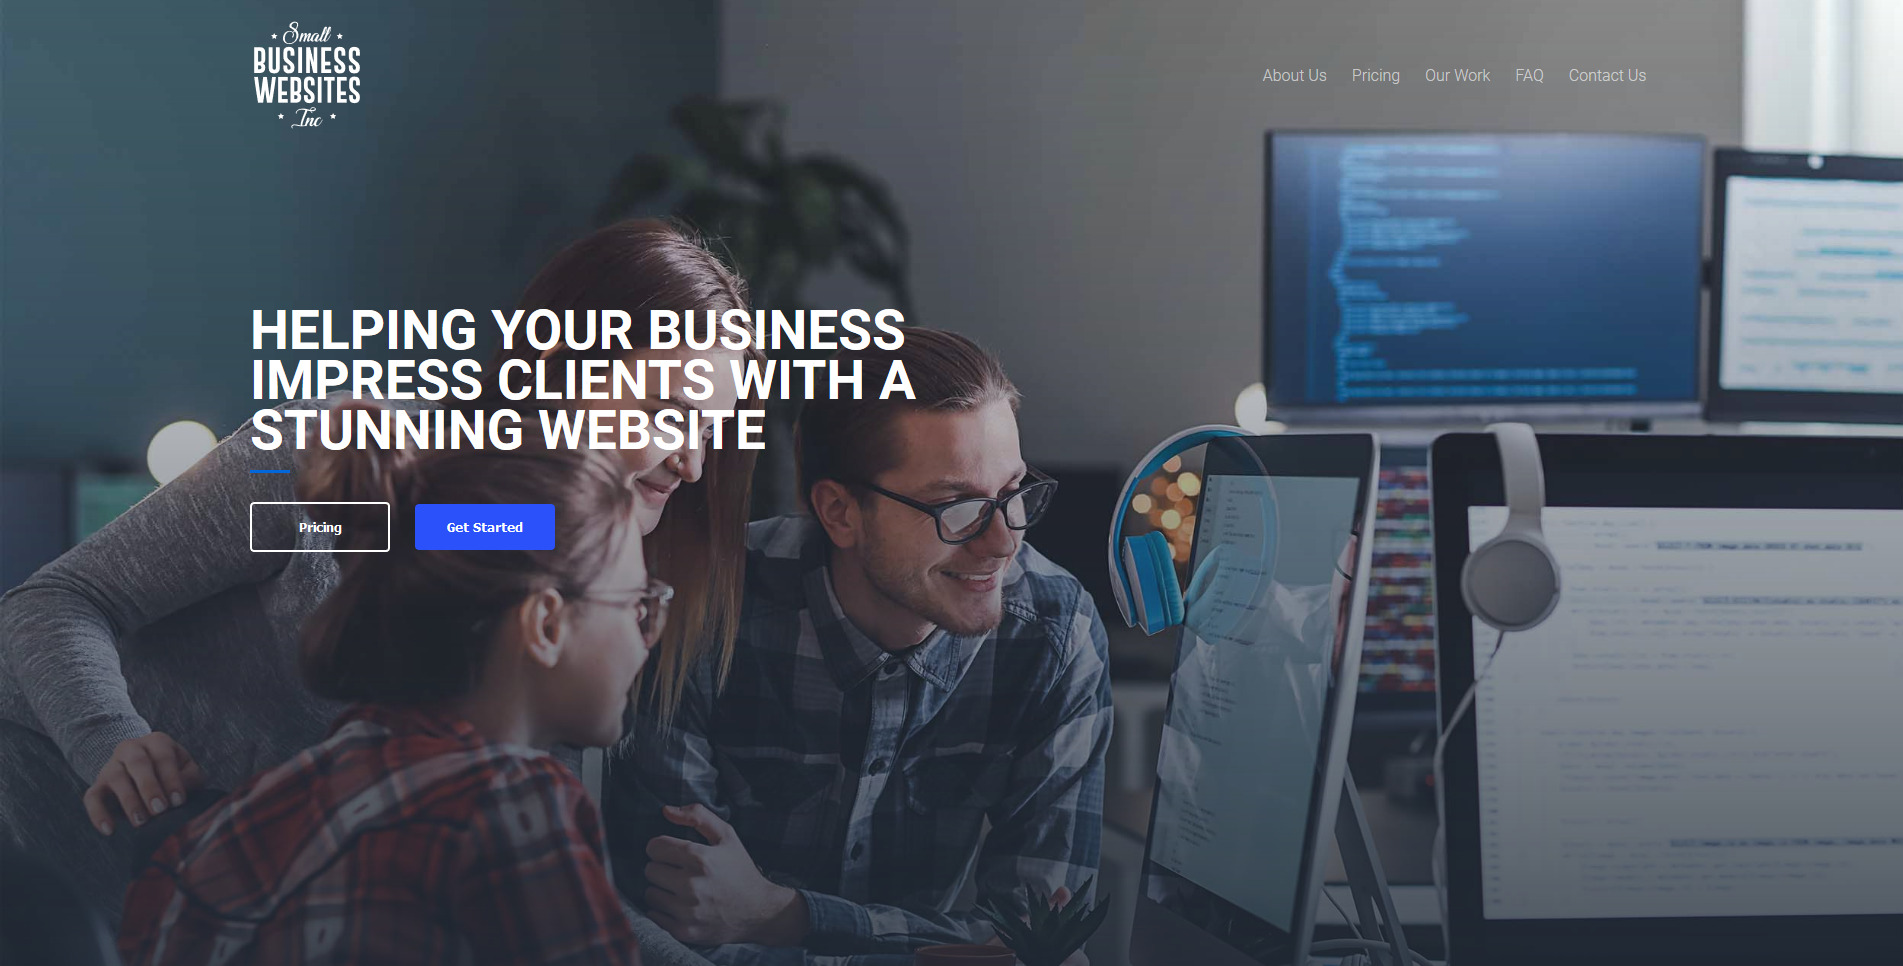 Small
BUSINESS
WEBSITES
Inc
About Us
Pricing
Our Work
FAQ
Contact Us
HELPING YOUR BUSINESS
IMPRESS CLIENTS WITH A
STUNNING WEBSITE
Pricing
Get Started